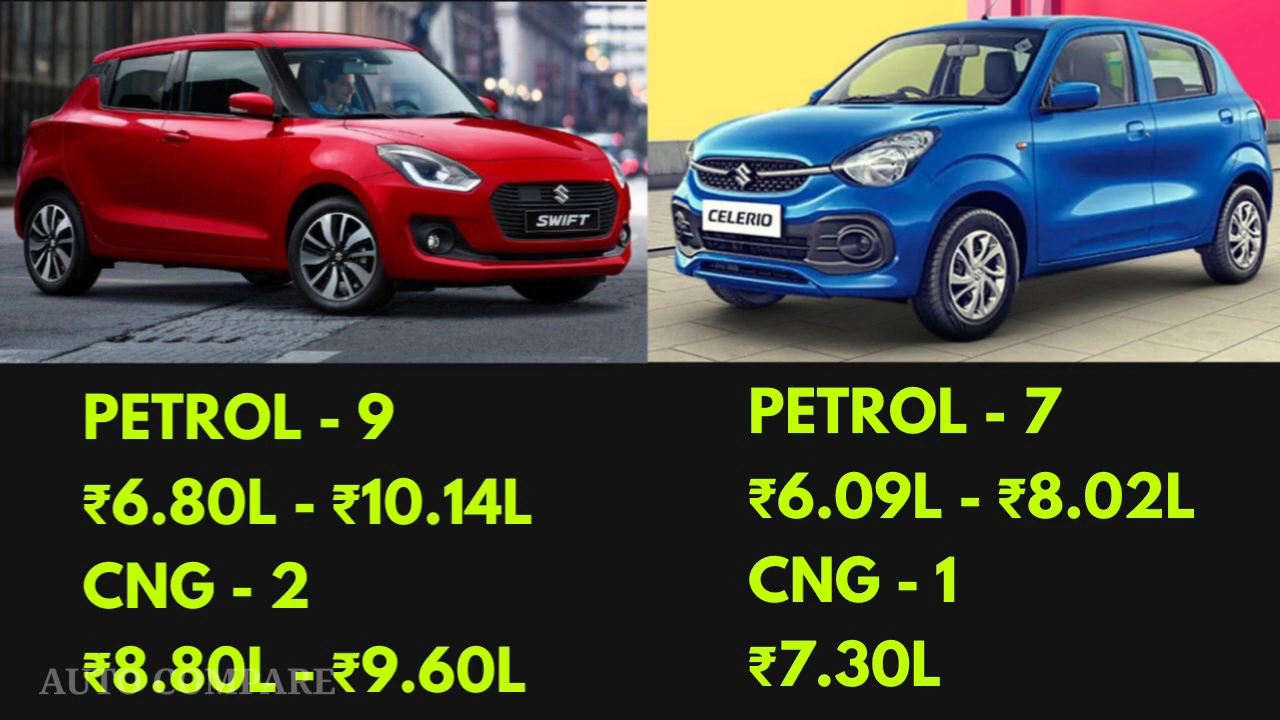 SWIFT
CELERIO
PETROL - 9
₹6.80L - ₹10.14L
CNG - 2
₹8.80L - ₹9.60L
AUTO COMPARE
PETROL - 7
₹6.09L - ₹8.02L
CNG - 1
₹7.30L